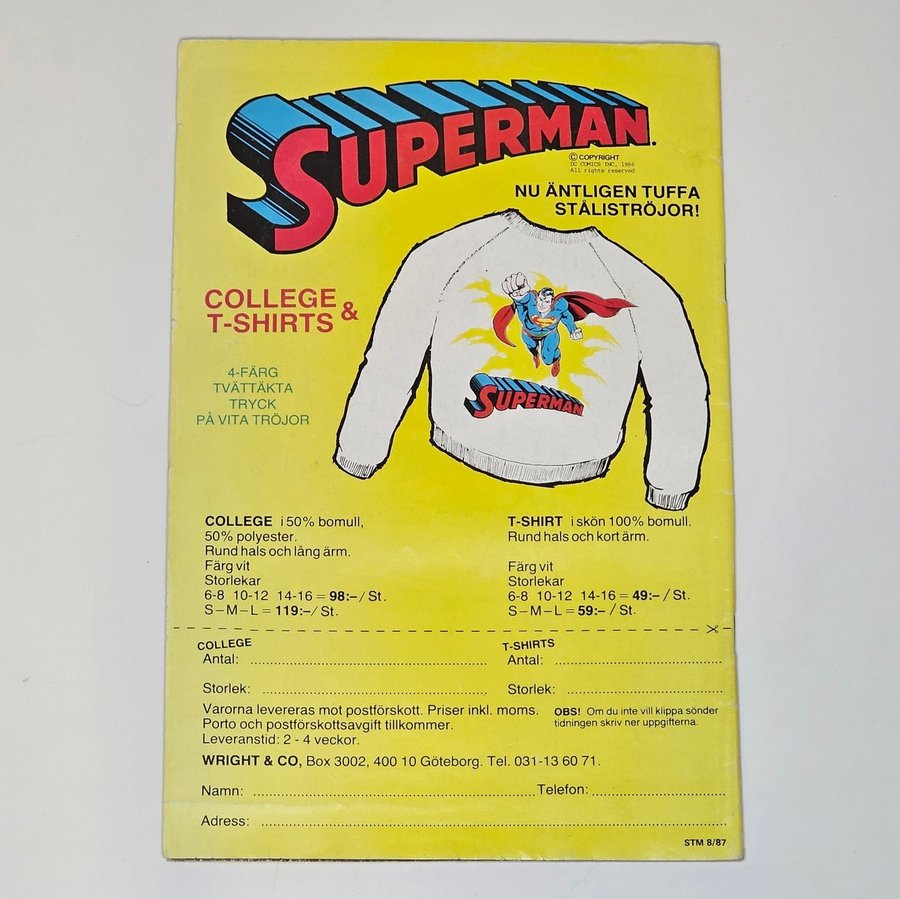 SUPERMAN.
© COPYRIGHT
DC COMICS INC, 1986
All rights reserved
NU ÄNTLIGEN TUFFA
STÅLISTRÖJOR!
COLLEGE &
T-SHIRTS
4-FÄRG
TVÄTTÄKTA
TRYCK
PÅ VITA TRÖJOR
SUPERMAN
COLLEGE i 50% bomull,
50% polyester.
Rund hals och lång ärm.
Färg vit
Storlekar
6-8 10-12 14-16 = 98:–/ St.
S–M–L = 119:–/ St.
T-SHIRT i skön 100% bomull.
Rund hals och kort ärm.
Färg vit
Storlekar
6-8 10-12 14-16 = 49:–/ St.
S–M–L = 59:–/ St.
COLLEGE
Antal:
Storlek:
T-SHIRTS
Antal:
Storlek:
Varorna levereras mot postförskott. Priser inkl. moms.
Porto och postförskottsavgift tillkommer.
Leveranstid: 2 - 4 veckor.
OBS! Om du inte vill klippa sönder
tidningen skriv ner uppgifterna.
WRIGHT & CO, Box 3002, 400 10 Göteborg. Tel. 031-13 60 71.
Namn: Telefon:
Adress:
STM 8/87